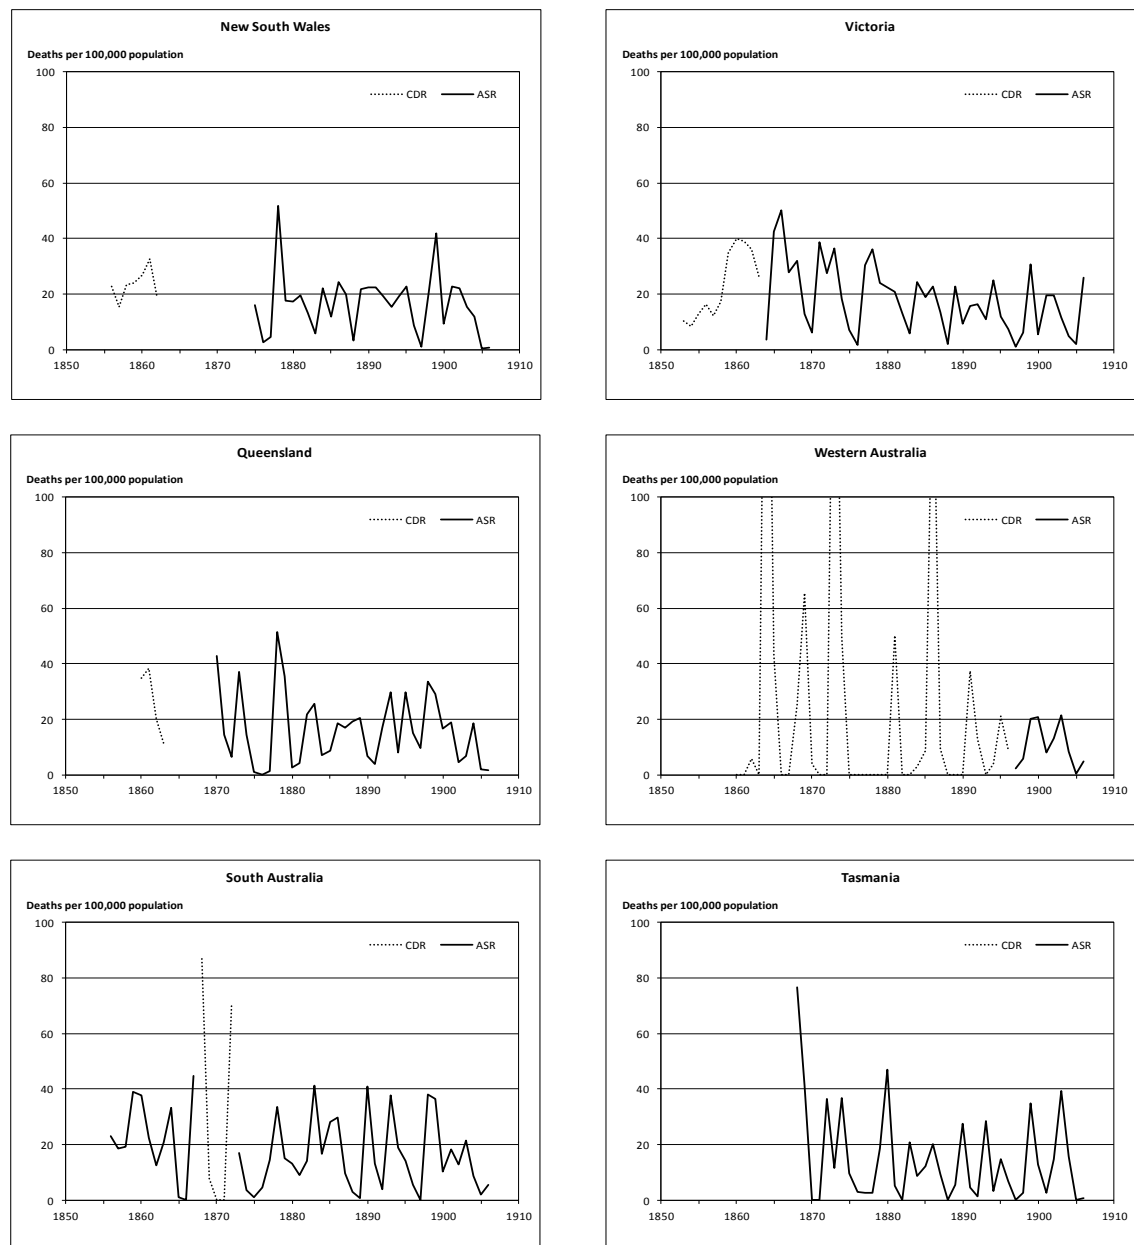 New South Wales
Deaths per 100,000 population
CDR ASR
100
80
60
40
20
0
1850 1860 1870 1880 1890 1900 1910
Victoria
Deaths per 100,000 population
CDR ASR
100
80
60
40
20
0
1850 1860 1870 1880 1890 1900 1910
Queensland
Deaths per 100,000 population
CDR ASR
100
80
60
40
20
0
1850 1860 1870 1880 1890 1900 1910
Western Australia
Deaths per 100,000 population
CDR ASR
100
80
60
40
20
0
1850 1860 1870 1880 1890 1900 1910
South Australia
Deaths per 100,000 population
CDR ASR
100
80
60
40
20
0
1850 1860 1870 1880 1890 1900 1910
Tasmania
Deaths per 100,000 population
CDR ASR
100
80
60
40
20
0
1850 1860 1870 1880 1890 1900 1910